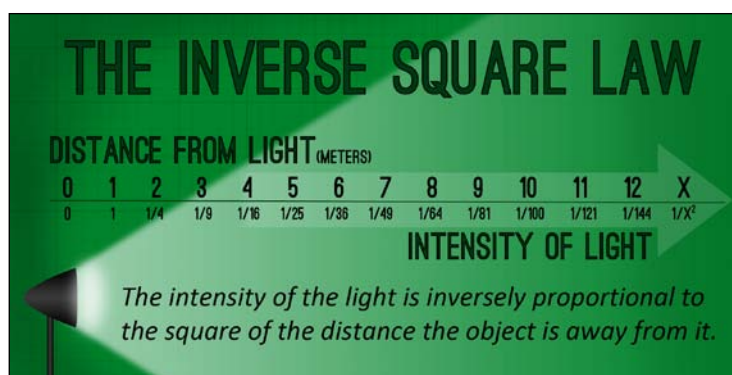 THE INVERSE SQUARE LAW
DISTANCE FROM LIGHT (METERS)
0 1 2 3 4 5 6 7 8 9 10 11 12 X
0 1 1/4 1/9 1/16 1/25 1/36 1/49 1/64 1/81 1/100 1/121 1/144 1/X²
INTENSITY OF LIGHT
The intensity of the light is inversely proportional to
the square of the distance the object is away from it.